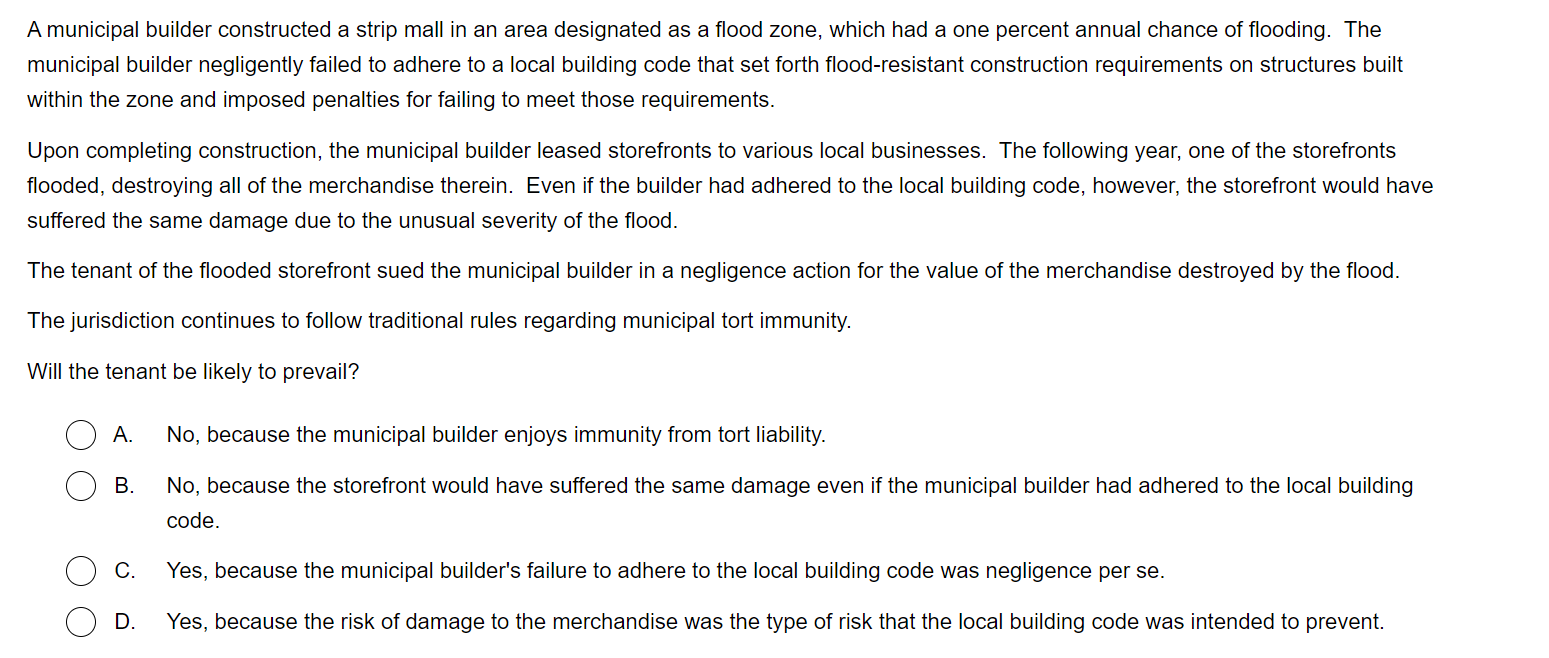 A municipal builder constructed a strip mall in an area designated as a flood zone, which had a one percent annual chance of flooding.  The
municipal builder negligently failed to adhere to a local building code that set forth flood-resistant construction requirements on structures built
within the zone and imposed penalties for failing to meet those requirements.
Upon completing construction, the municipal builder leased storefronts to various local businesses.  The following year, one of the storefronts
flooded, destroying all of the merchandise therein.  Even if the builder had adhered to the local building code, however, the storefront would have
suffered the same damage due to the unusual severity of the flood.
The tenant of the flooded storefront sued the municipal builder in a negligence action for the value of the merchandise destroyed by the flood.
The jurisdiction continues to follow traditional rules regarding municipal tort immunity.
Will the tenant be likely to prevail?
A. No, because the municipal builder enjoys immunity from tort liability.
B. No, because the storefront would have suffered the same damage even if the municipal builder had adhered to the local building
code.
C. Yes, because the municipal builder's failure to adhere to the local building code was negligence per se.
D. Yes, because the risk of damage to the merchandise was the type of risk that the local building code was intended to prevent.